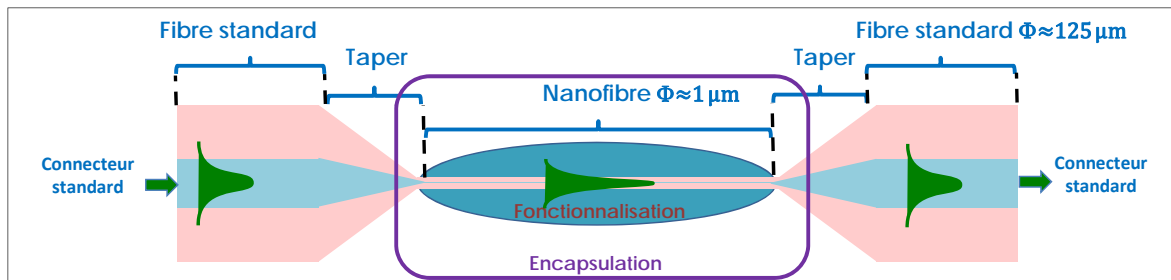 Fibre standard
Fibre standard Φ≈125 µm
Taper
Taper
Nanofibre Φ≈1 µm
Connecteur
standard
Connecteur
standard
Fonctionnalisation
Encapsulation